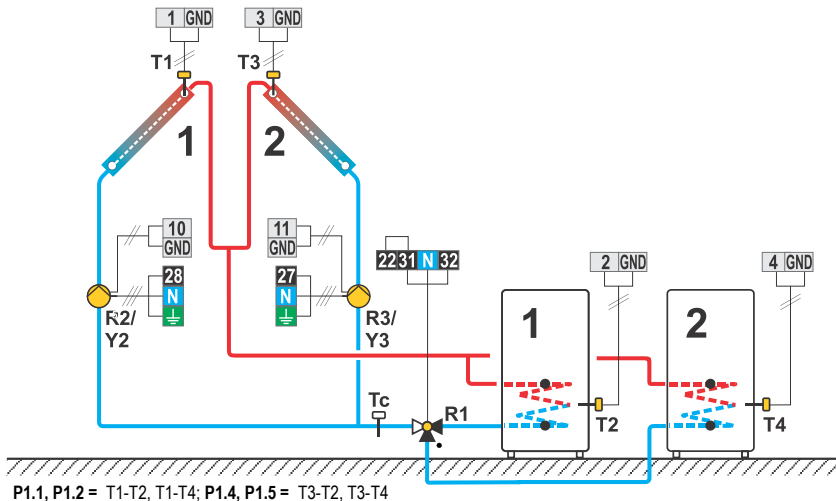 1 GND
3 GND
T1
T3
1
2
10
GND
11
GND
28
N
27
N
22 31 N 32
2 GND
4 GND
R2/
Y2
R3/
Y3
1
2
Tc
R1
T2
T4
P1.1, P1.2 = T1-T2, T1-T4; P1.4, P1.5 = T3-T2, T3-T4